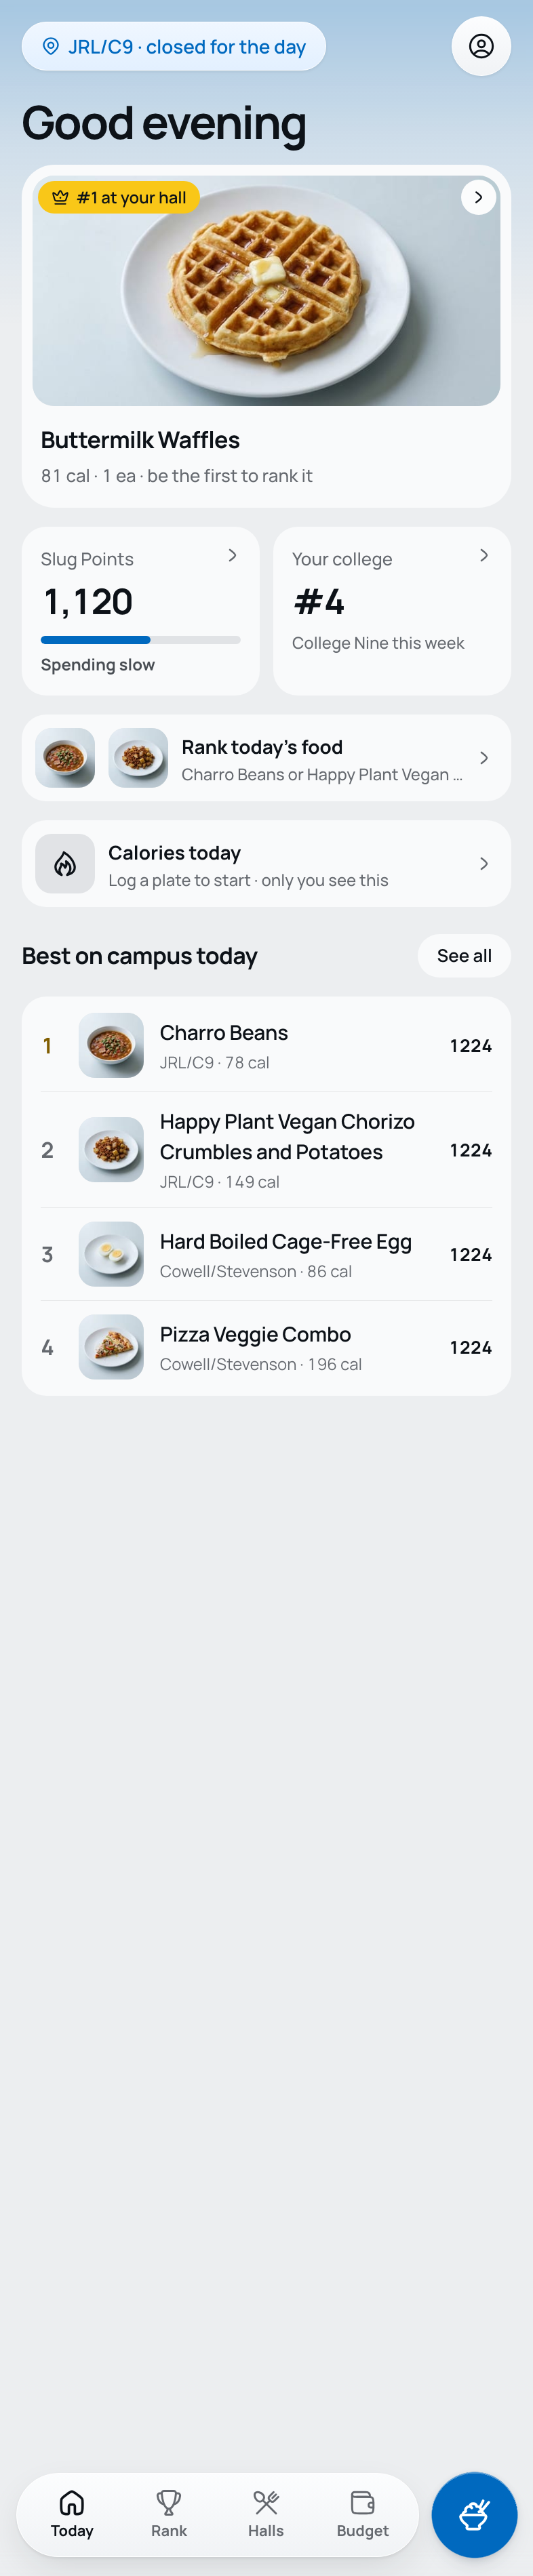 JRL/C9 · closed for the day
Good evening
#1 at your hall
Buttermilk Waffles
81 cal · 1 ea · be the first to rank it
Slug Points
1,120
Spending slow
Your college
#4
College Nine this week
Rank today's food
Charro Beans or Happy Plant Vegan ...
Calories today
Log a plate to start · only you see this
Best on campus today
See all
1
Charro Beans
JRL/C9 · 78 cal
1224
2
Happy Plant Vegan Chorizo
Crumbles and Potatoes
JRL/C9 · 149 cal
1224
3
Hard Boiled Cage-Free Egg
Cowell/Stevenson · 86 cal
1224
4
Pizza Veggie Combo
Cowell/Stevenson · 196 cal
1224
Today
Rank
Halls
Budget